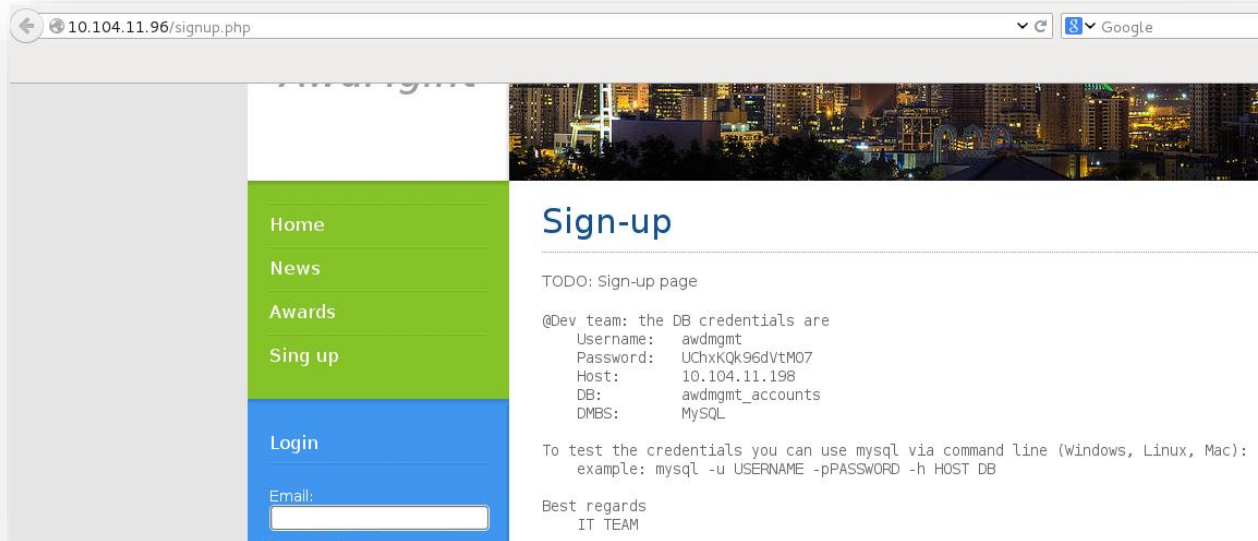 10.104.11.96/signup.php
8 Google
Home
News
Awards
Sing up
Login
Email:
Sign-up
TODO: Sign-up page
@Dev team: the DB credentials are
Username: awdmgmt
Password: UChxKQk96dVtM07
Host: 10.104.11.198
DB: awdmgmt_accounts
DMBS: MySQL
To test the credentials you can use mysql via command line (Windows, Linux, Mac):
example: mysql -u USERNAME -pPASSWORD -h HOST DB
Best regards
IT TEAM